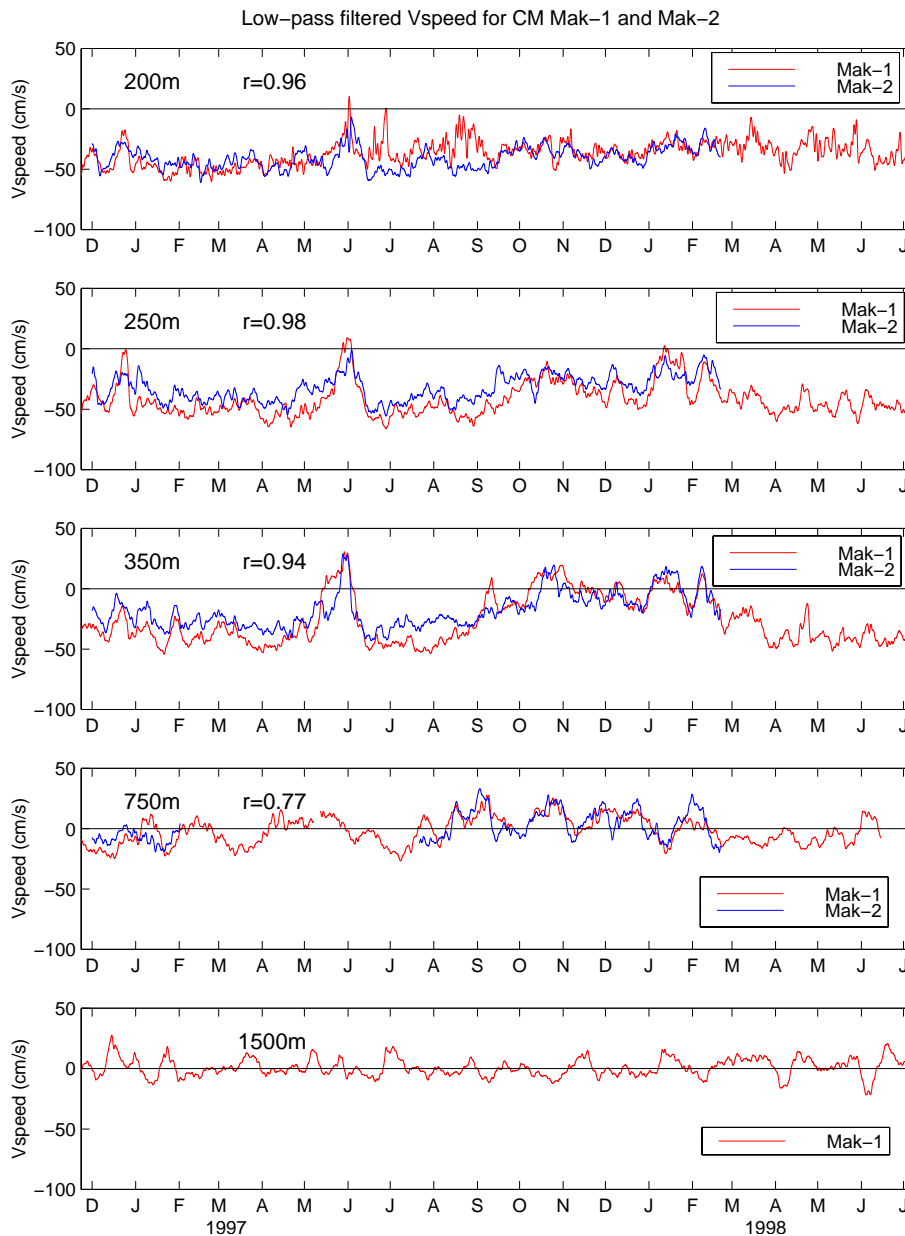 Low-pass filtered Vspeed for CM Mak-1 and Mak-2
50
0
-50
-100
Vspeed (cm/s)
200m r=0.96
Mak-1
Mak-2
D J F M A M J J A S O N D J F M A M J J
50
0
-50
-100
Vspeed (cm/s)
250m r=0.98
Mak-1
Mak-2
D J F M A M J J A S O N D J F M A M J J
50
0
-50
-100
Vspeed (cm/s)
350m r=0.94
Mak-1
Mak-2
D J F M A M J J A S O N D J F M A M J J
50
0
-50
-100
Vspeed (cm/s)
750m r=0.77
Mak-1
Mak-2
D J F M A M J J A S O N D J F M A M J J
50
0
-50
-100
Vspeed (cm/s)
1500m
Mak-1
D J F M A M J J A S O N D J F M A M J J
1997 1998